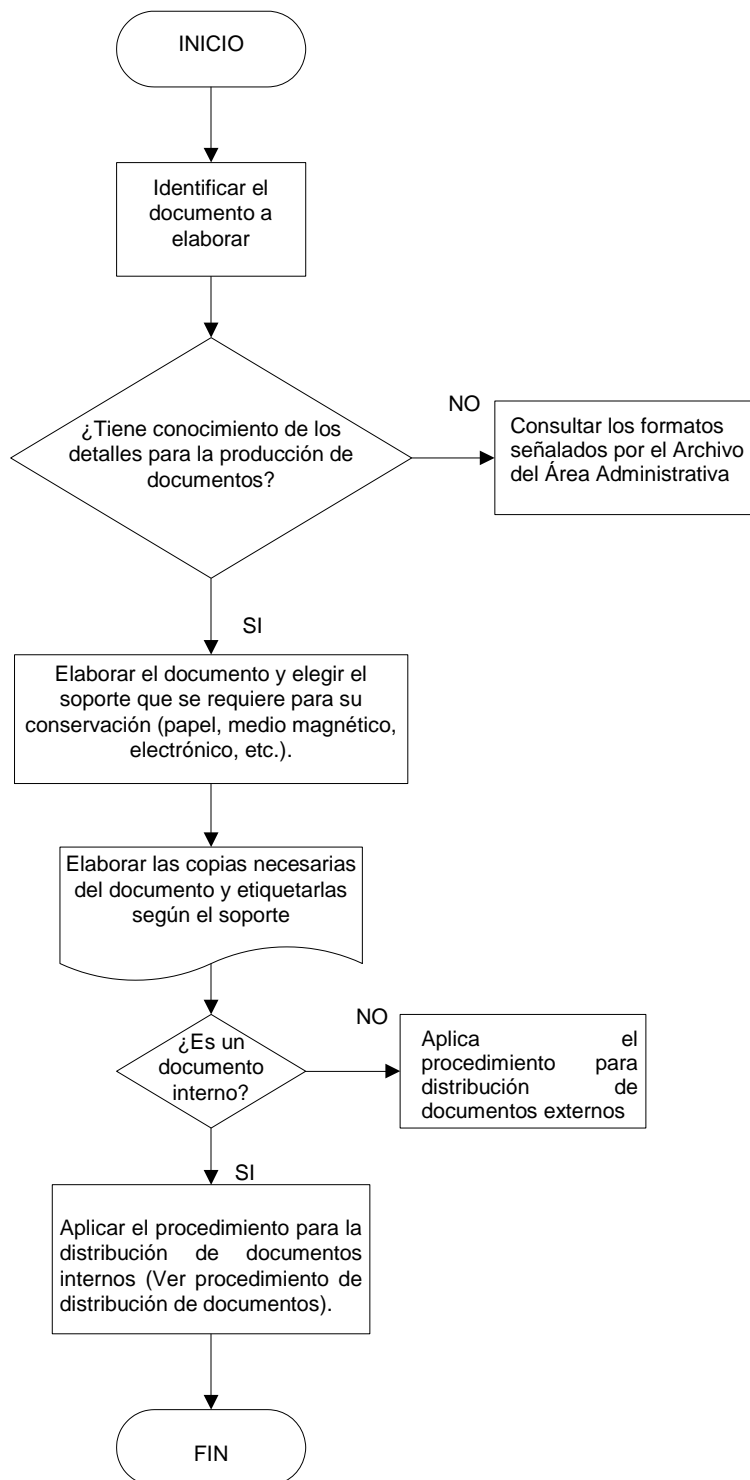 INICIO
Identificar el
documento a
elaborar
¿Tiene conocimiento de los
detalles para la producción de
documentos?
NO
Consultar los formatos
señalados por el Archivo
del Área Administrativa
SI
Elaborar el documento y elegir el
soporte que se requiere para su
conservación (papel, medio magnético,
electrónico, etc.).
Elaborar las copias necesarias
del documento y etiquetarlas
según el soporte
¿Es un
documento
interno?
NO
Aplica el
procedimiento para
distribución de
documentos externos
SI
Aplicar el procedimiento para la
distribución de documentos
internos (Ver procedimiento de
distribución de documentos).
FIN